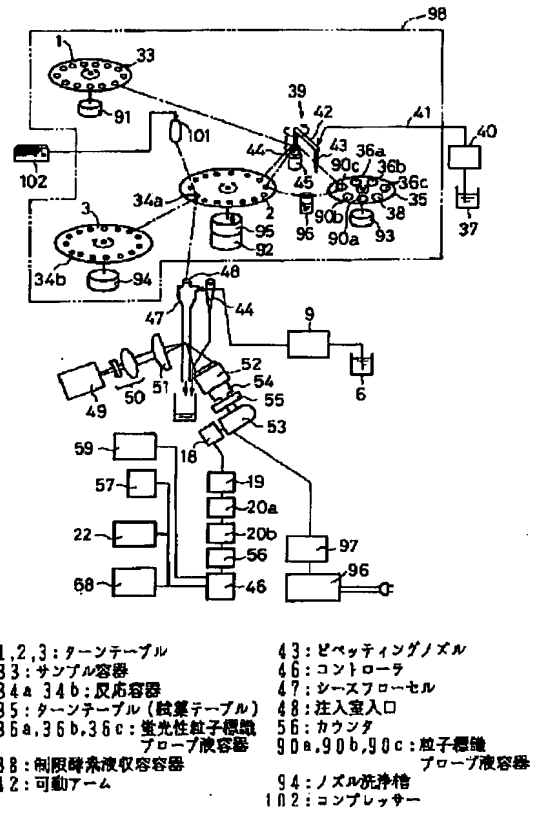 98
1
33
39
91
42
41
101
44
43
36a
40
90c
36b
36c
102
34a
45
35
3
2
90b
38
37
96
95
90a
93
92
34b
94
48
47
44
9
52
51
54
6
55
49
50
53
18
59
19
57
20a
22
20b
97
56
68
46
96
1,2,3:ターンテーブル
33:サンプル容器
34a 34b:反応容器
35:ターンテーブル(試薬テーブル)
36a,36b,36c:蛍光性粒子標識
プローブ液容器
38:制限酵素液収容容器
42:可動アーム
43:ピペッティングノズル
46:コントローラ
47:シースフローセル
48:注入室入口
56:カウンタ
90a,90b,90c:粒子標識
プローブ液容器
94:ノズル洗浄槽
102:コンプレッサー